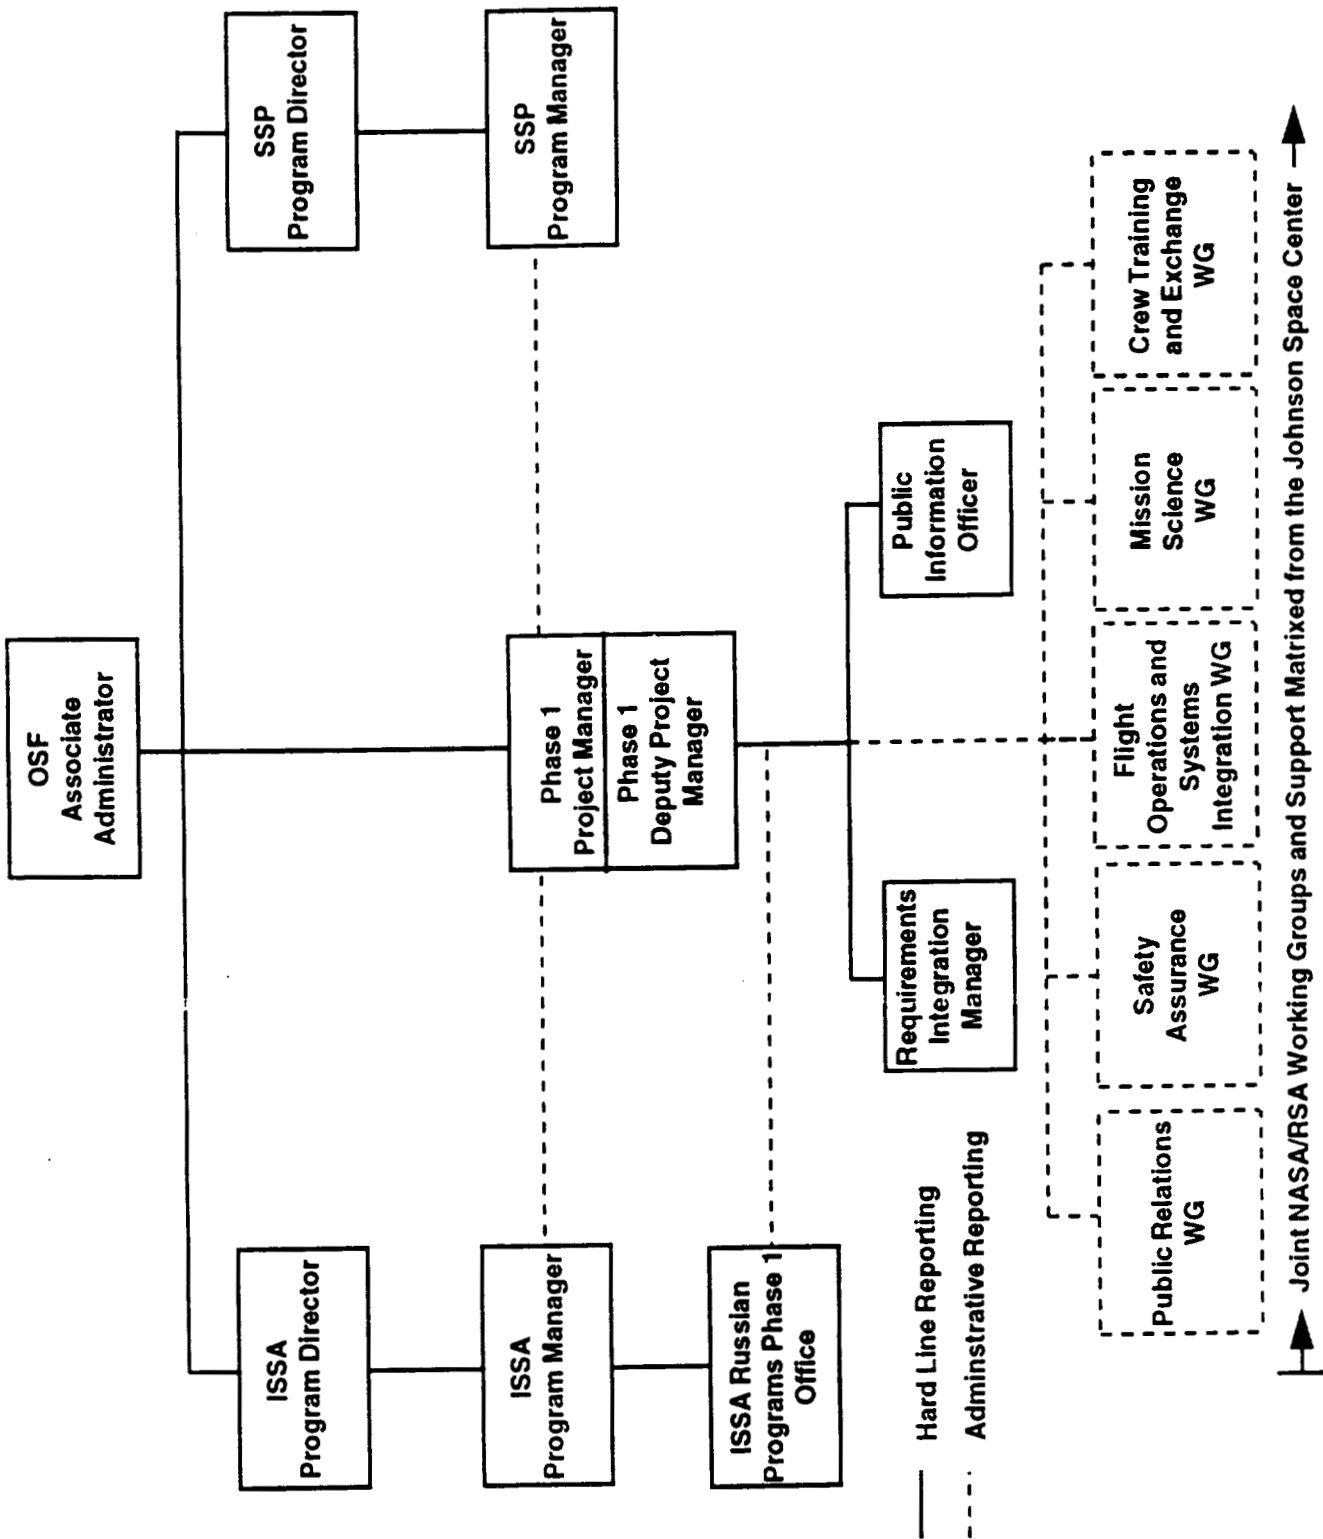 OSF
Associate
Administrator
ISSA
Program Director
SSP
Program Director
ISSA
Program Manager
Phase 1
Project Manager
Phase 1
Deputy Project
Manager
SSP
Program Manager
ISSA Russian
Programs Phase 1
Office
Requirements
Integration
Manager
Public
Information
Officer
Hard Line Reporting
Adminstrative Reporting
Public Relations
WG
Safety
Assurance
WG
Flight
Operations and
Systems
Integration WG
Mission
Science
WG
Crew Training
and Exchange
WG
Joint NASA/RSA Working Groups and Support Matrixed from the Johnson Space Center